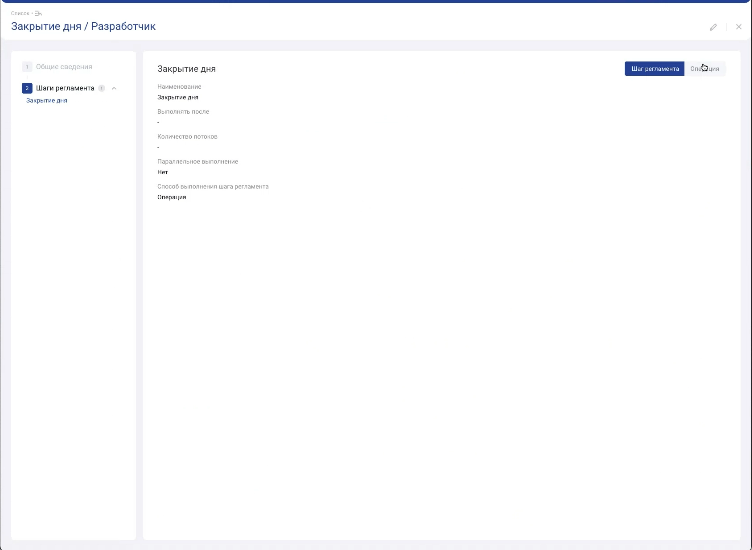 Список
Закрытие дня / Разработчик
1 Общие сведения
2 Шаги регламента 1
Закрытие дня
Закрытие дня
Шаг регламента
Операция
Наименование
Закрытие дня
Выполнять после
-
Количество потоков
-
Параллельное выполнение
Нет
Способ выполнения шага регламента
Операция